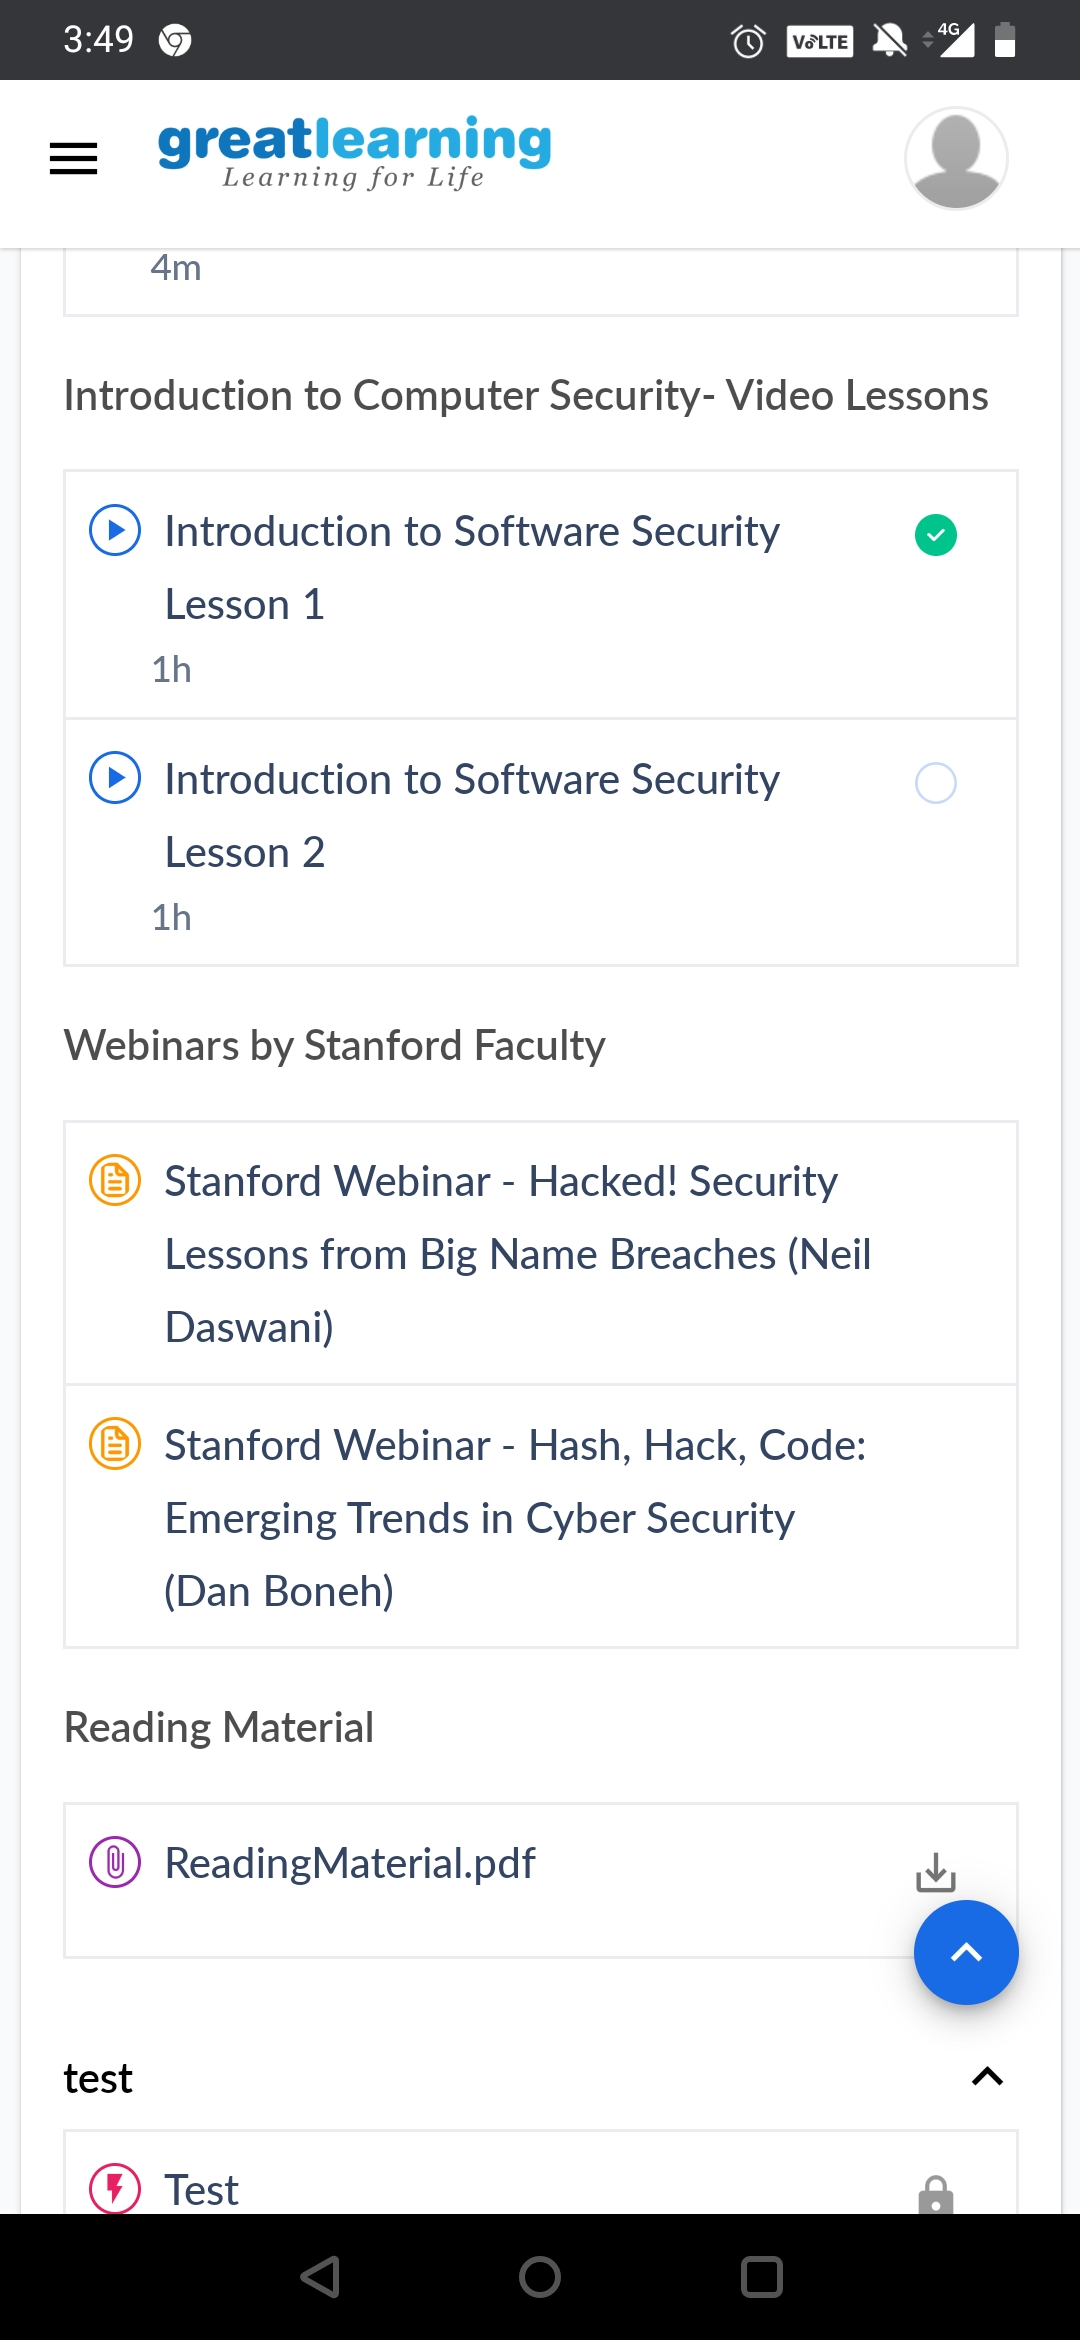 3:49
VoLTE
4G
greatlearning
Learning for Life
4m
Introduction to Computer Security- Video Lessons
Introduction to Software Security
Lesson 1
1h
Introduction to Software Security
Lesson 2
1h
Webinars by Stanford Faculty
Stanford Webinar - Hacked! Security
Lessons from Big Name Breaches (Neil
Daswani)
Stanford Webinar - Hash, Hack, Code:
Emerging Trends in Cyber Security
(Dan Boneh)
Reading Material
ReadingMaterial.pdf
test
Test